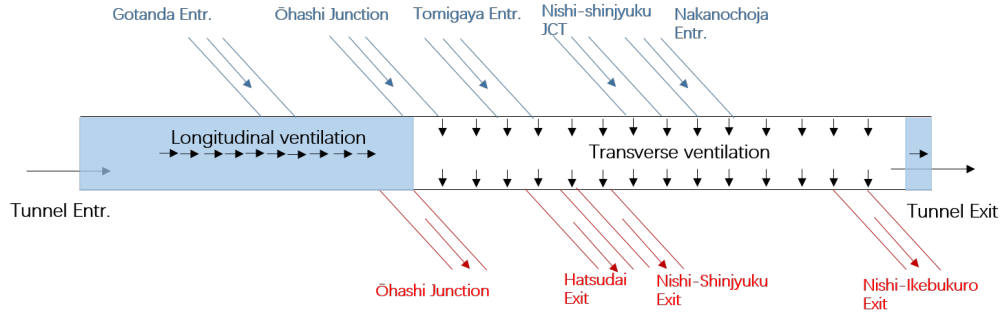 Gotanda Entr.
Ōhashi Junction
Tomigaya Entr.
Nishi-shinjyuku
JCT
Nakanochoja
Entr.
Longitudinal ventilation
Transverse ventilation
Tunnel Entr.
Tunnel Exit
Ōhashi Junction
Hatsudai
Exit
Nishi-Shinjyuku
Exit
Nishi-Ikebukuro
Exit